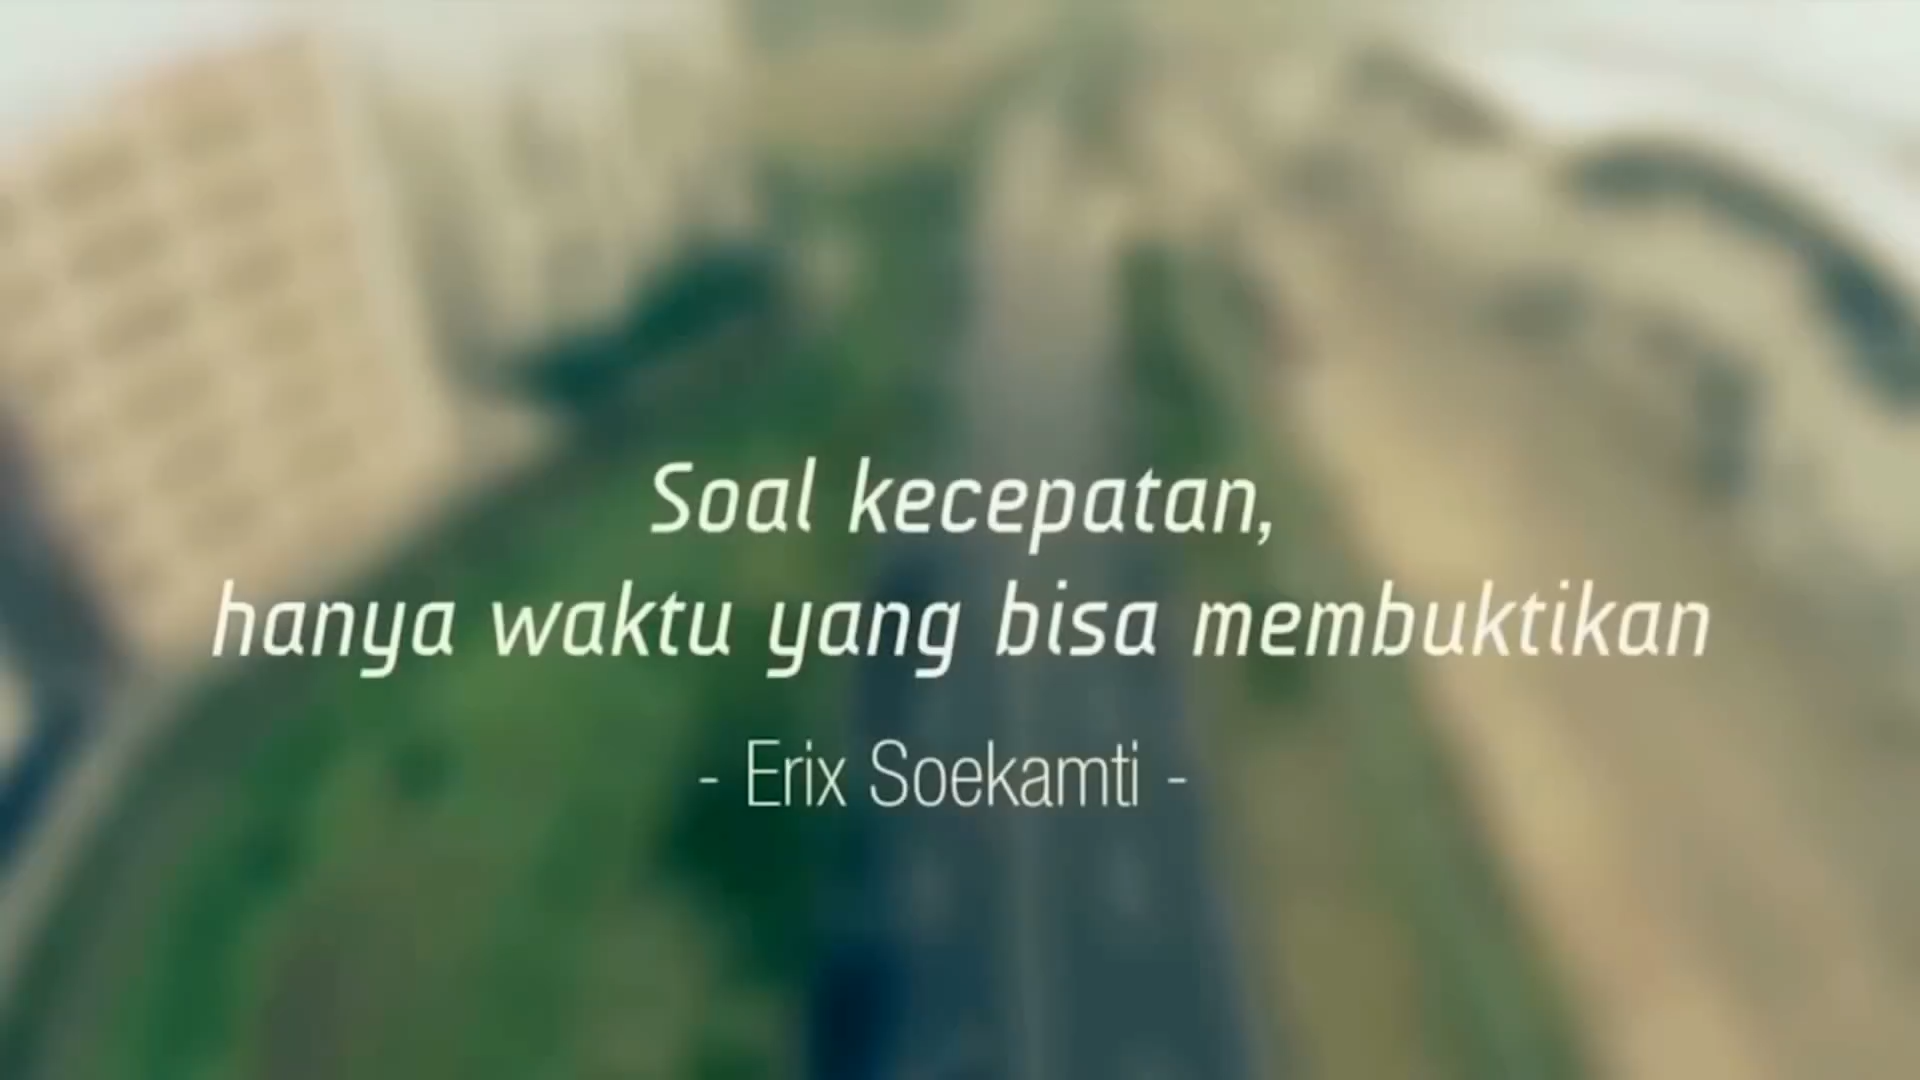 Soal kecepatan,
hanya waktu yang bisa membuktikan
- Erix Soekamti -